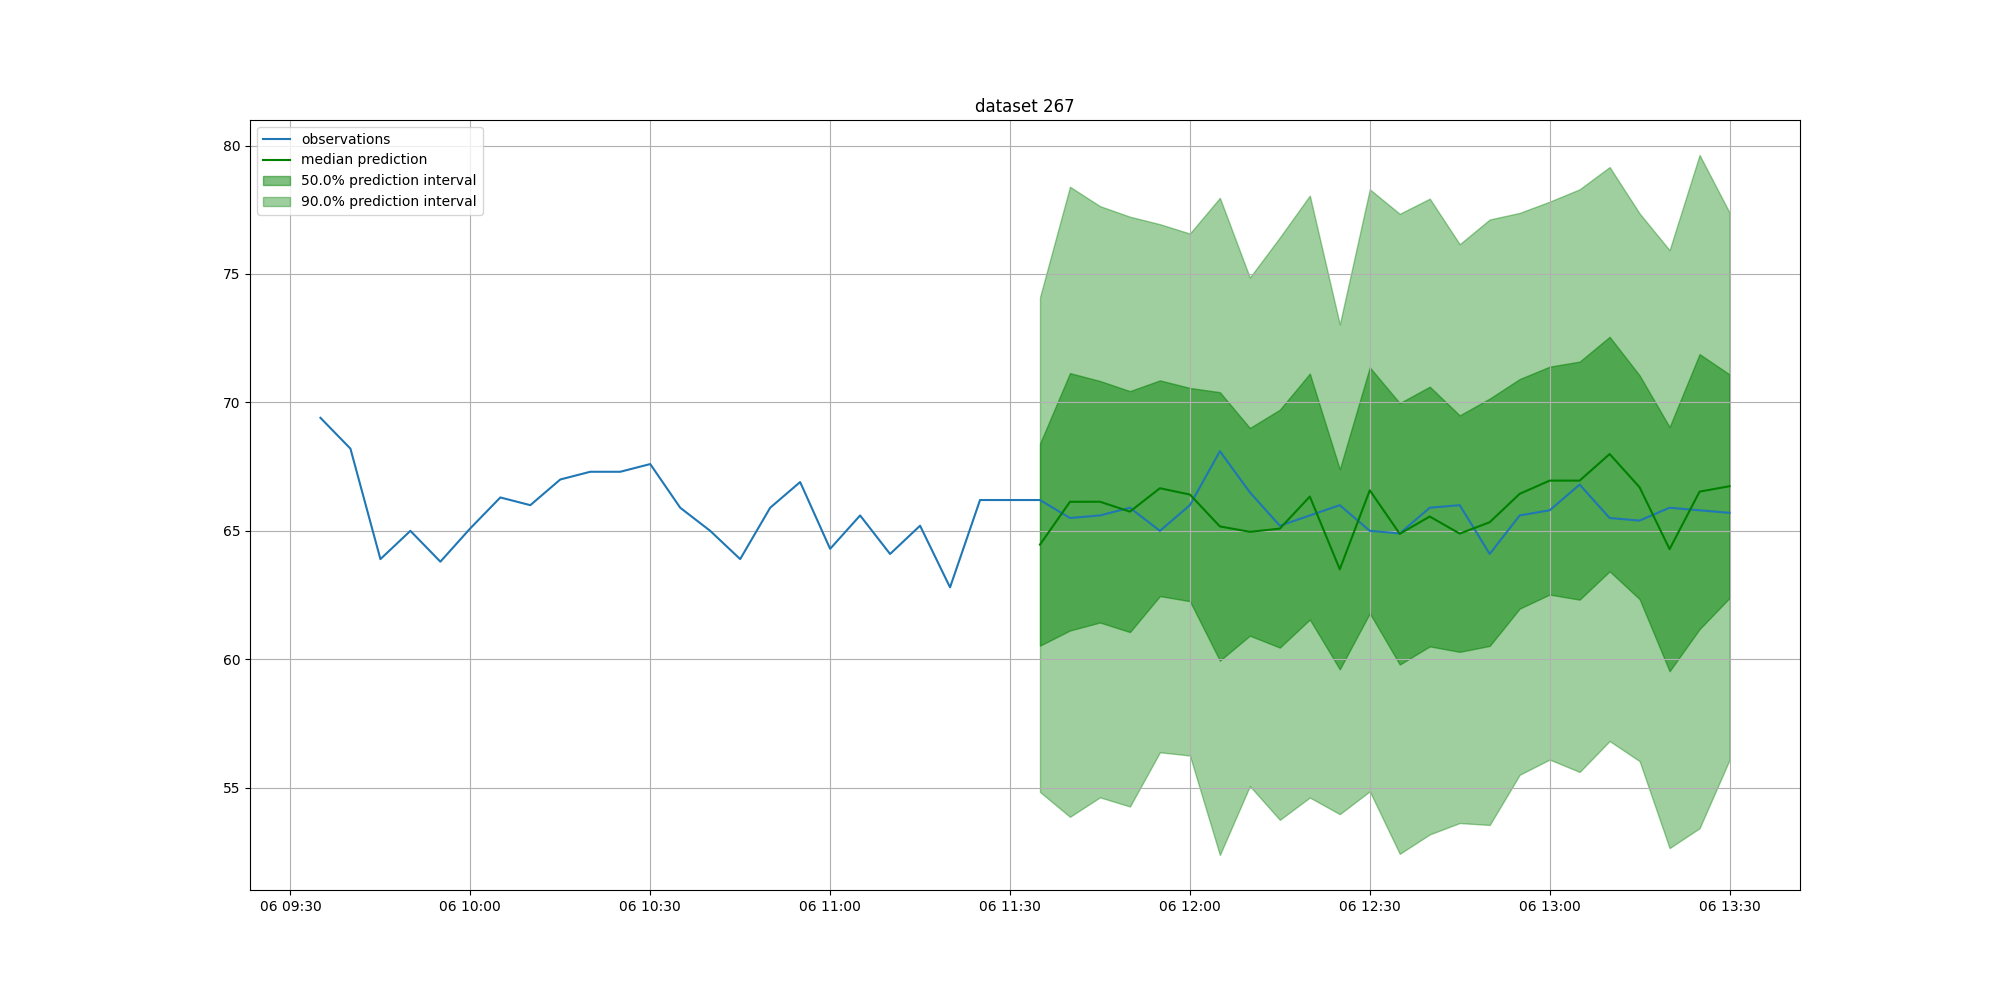 dataset 267
observations
median prediction
50.0% prediction interval
90.0% prediction interval
80
75
70
65
60
55
06 09:30 06 10:00 06 10:30 06 11:00 06 11:30 06 12:00 06 12:30 06 13:00 06 13:30